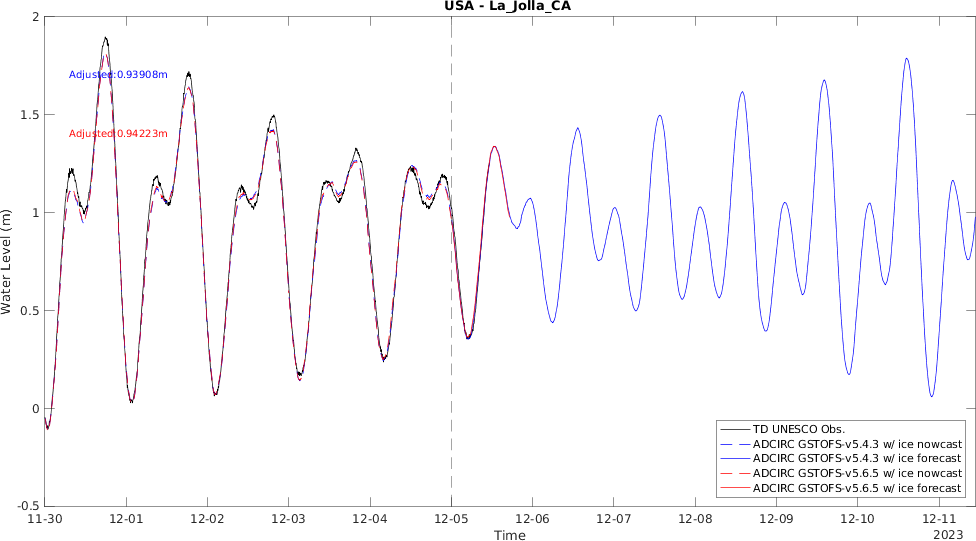 USA - La_Jolla_CA
2
1.5
1
0.5
0
-0.5
Water Level (m)
Adjusted:0.93908m
Adjusted:0.94223m
TD UNESCO Obs.
ADCIRC GSTOFS-v5.4.3 w/ ice nowcast
ADCIRC GSTOFS-v5.4.3 w/ ice forecast
ADCIRC GSTOFS-v5.6.5 w/ ice nowcast
ADCIRC GSTOFS-v5.6.5 w/ ice forecast
11-30 12-01 12-02 12-03 12-04 12-05 12-06 12-07 12-08 12-09 12-10 12-11
Time
2023